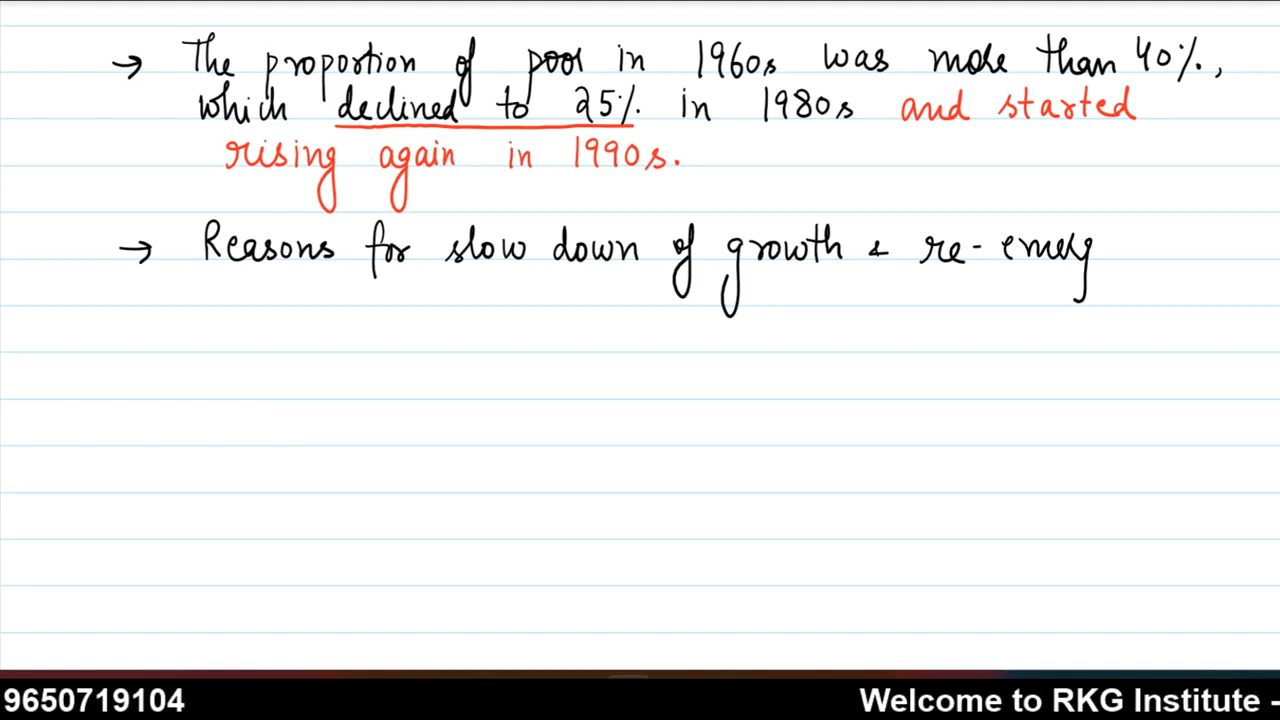 → The proportion of poor in 1960s was more than 40%,
which declined to 25% in 1980s and started
rising again in 1990s.
→ Reasons for slow down of growth & re-emerg
9650719104 Welcome to RKG Institute -